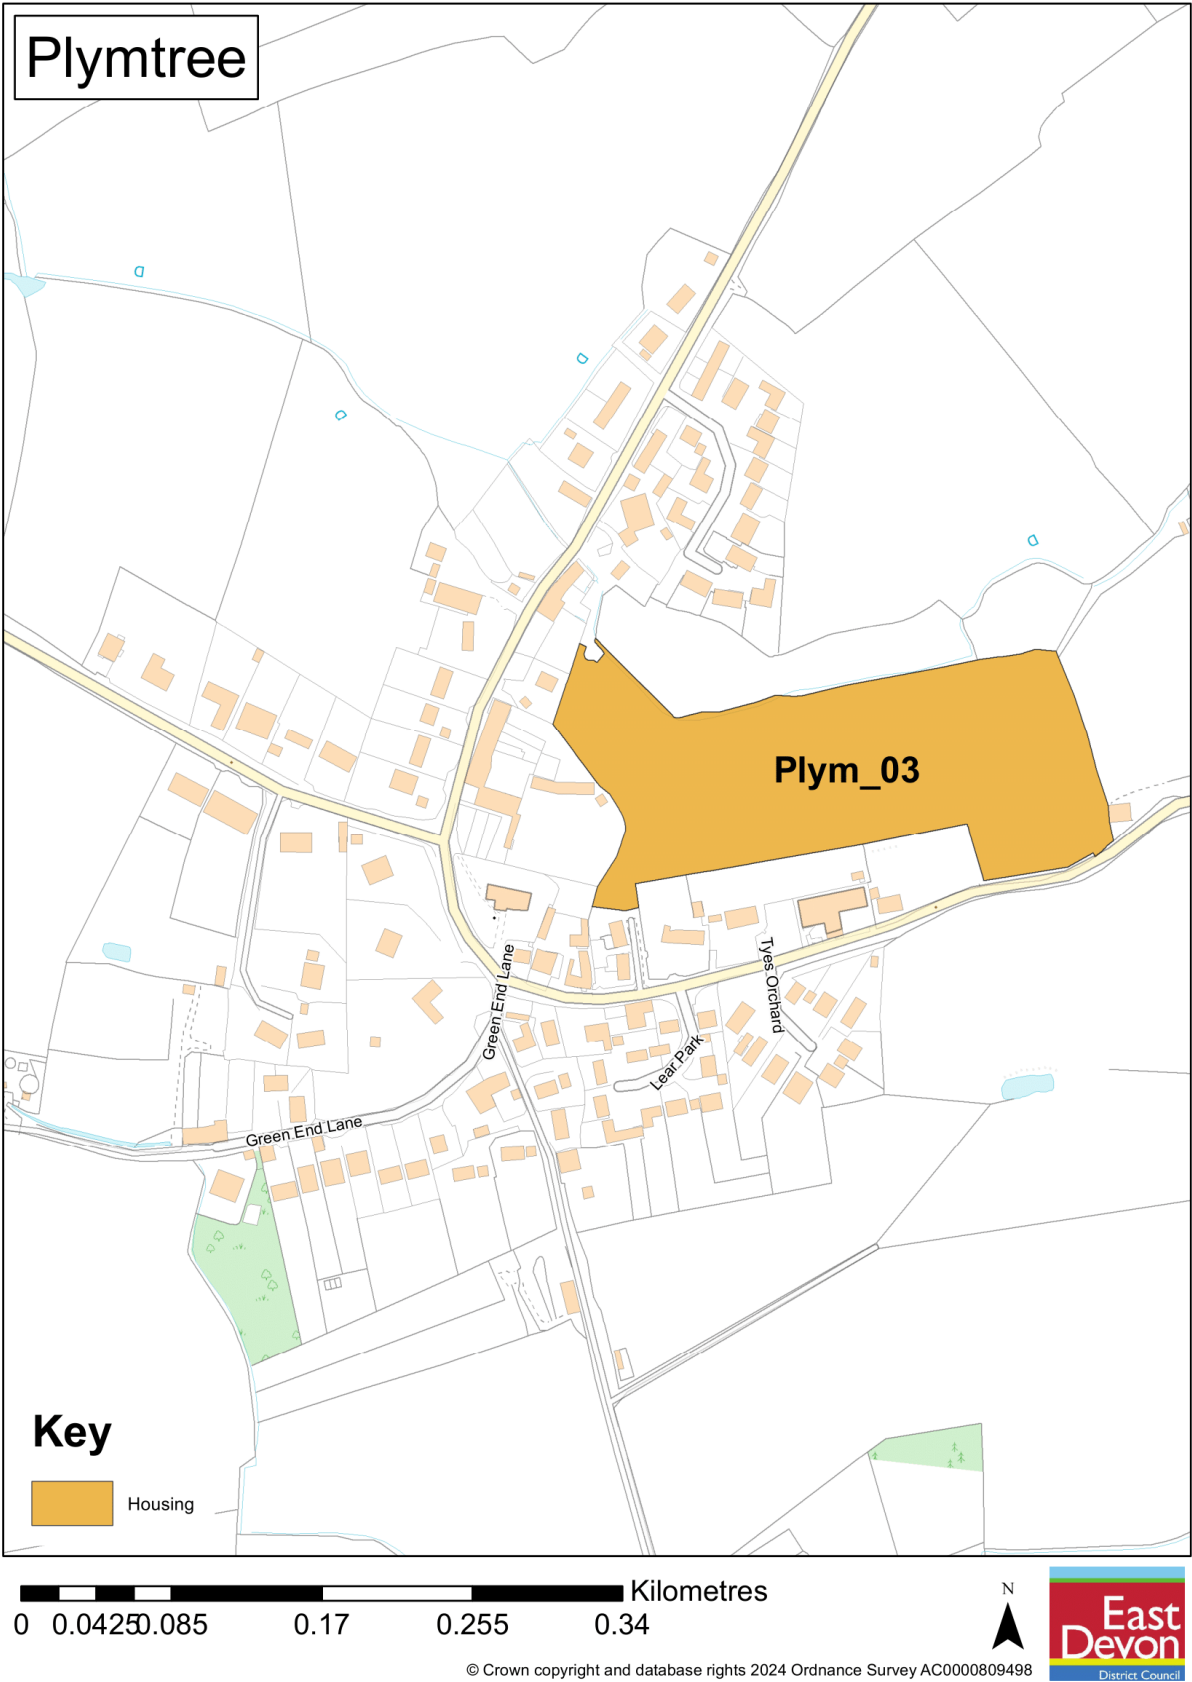 Plymtree
Plym_03
Green End Lane
Tyes Orchard
Lear Park
Green End Lane
Key
Housing
Kilometres
0 0.0425 0.085 0.17 0.255 0.34
N
East
Devon
District Council
© Crown copyright and database rights 2024 Ordnance Survey AC0000809498